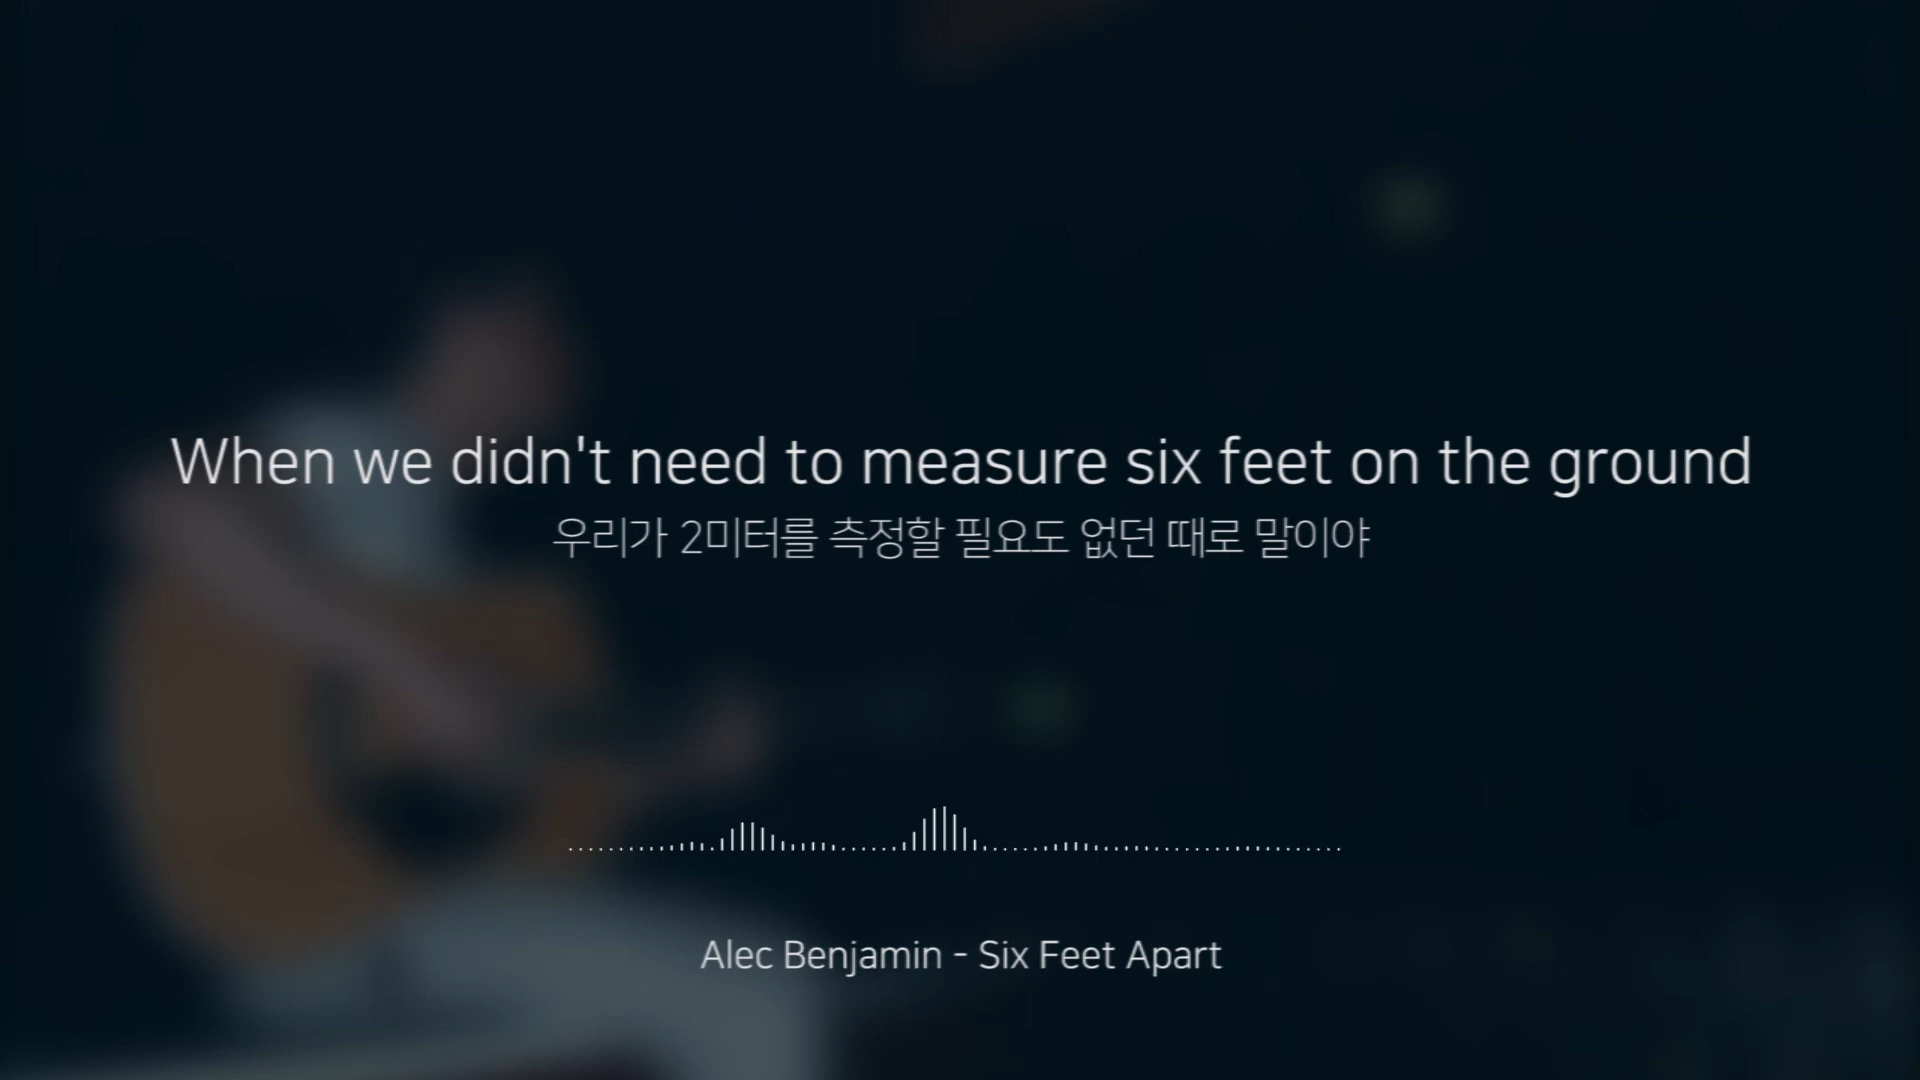 When we didn't need to measure six feet on the ground
우리가 2미터를 측정할 필요도 없던 때로 말이야
Alec Benjamin - Six Feet Apart